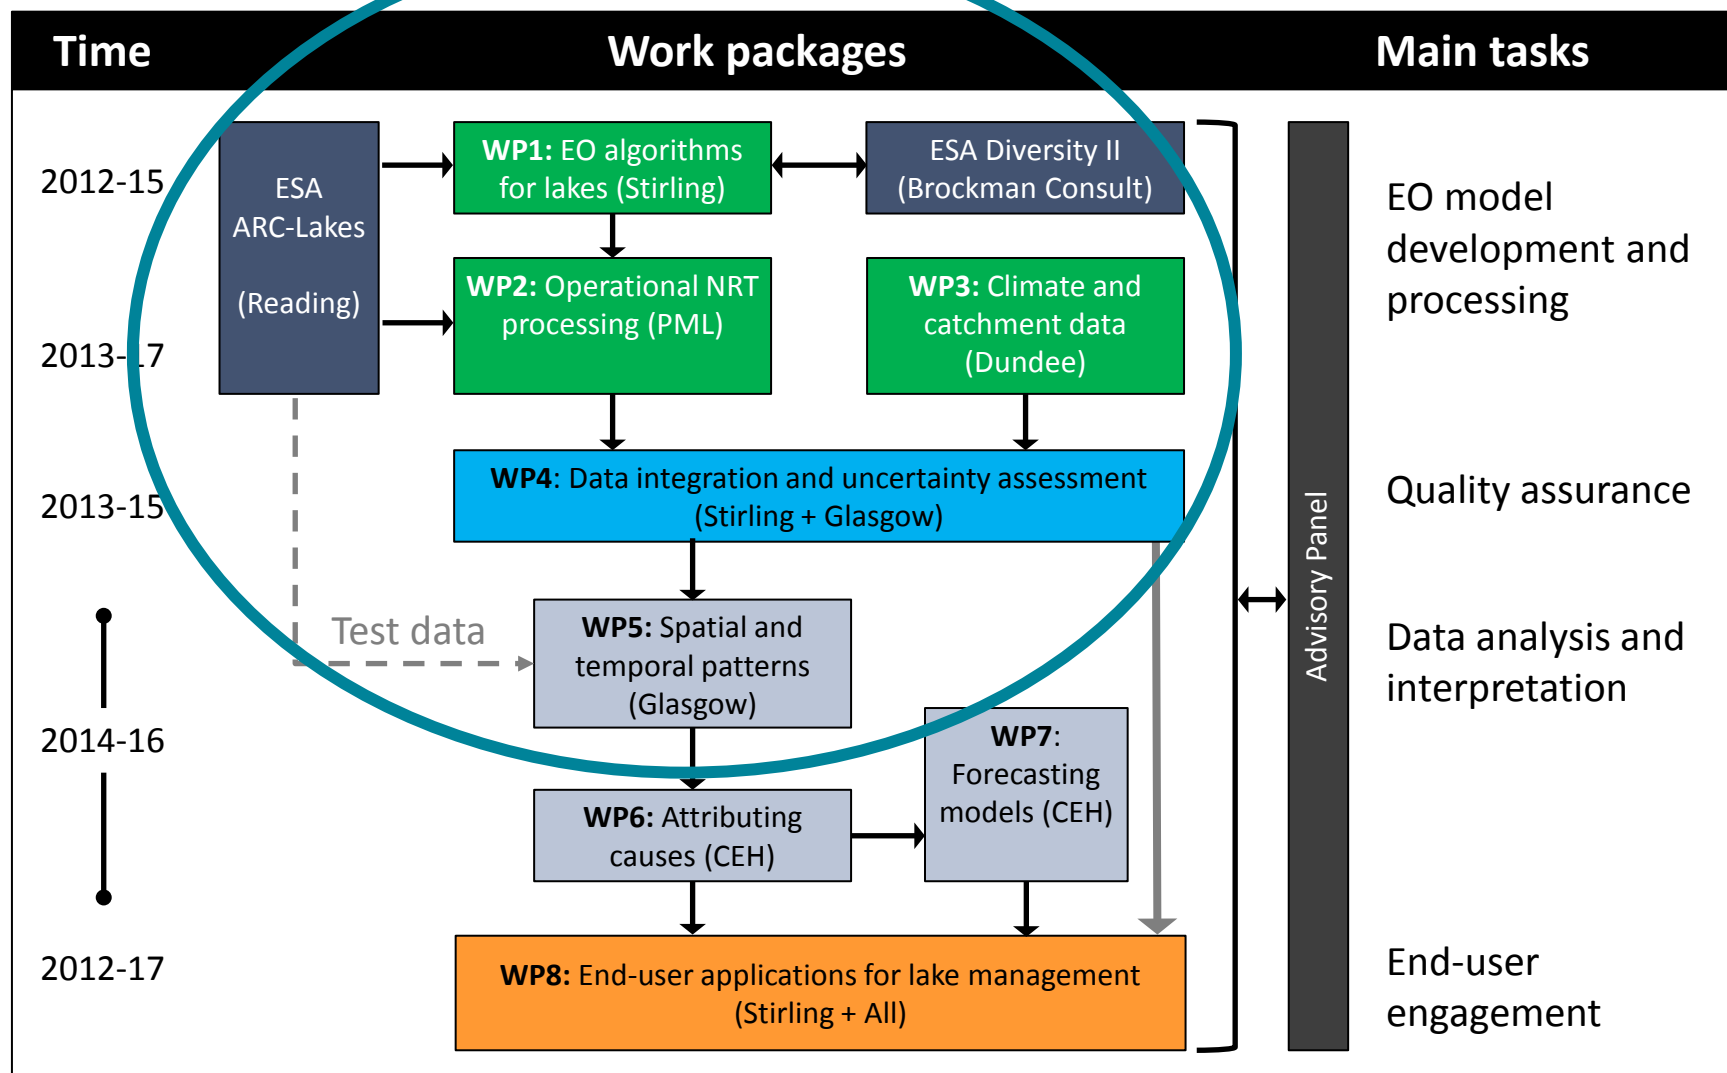 Time
Work packages
Main tasks
2012-15
ESA
ARC-Lakes
(Reading)
WP1: EO algorithms
for lakes (Stirling)
ESA Diversity II
(Brockman Consult)
EO model
development and
processing
2013-17
WP2: Operational NRT
processing (PML)
WP3: Climate and
catchment data
(Dundee)
2013-15
WP4: Data integration and uncertainty assessment
(Stirling + Glasgow)
Quality assurance
Advisory Panel
Test data
WP5: Spatial and
temporal patterns
(Glasgow)
Data analysis and
interpretation
2014-16
WP6: Attributing
causes (CEH)
WP7:
Forecasting
models (CEH)
2012-17
WP8: End-user applications for lake management
(Stirling + All)
End-user
engagement